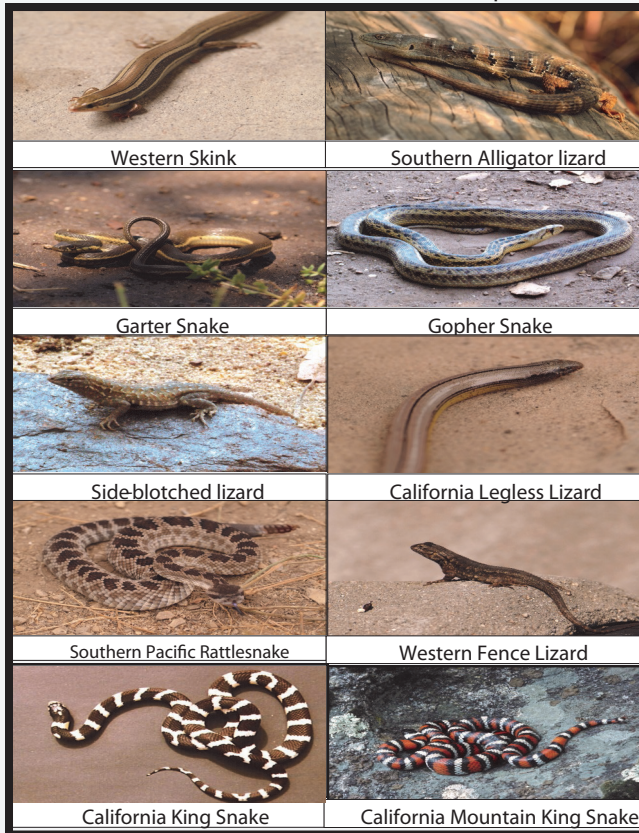 Western Skink
Southern Alligator lizard
Garter Snake
Gopher Snake
Side-blotched lizard
California Legless Lizard
Southern Pacific Rattlesnake
Western Fence Lizard
California King Snake
California Mountain King Snake